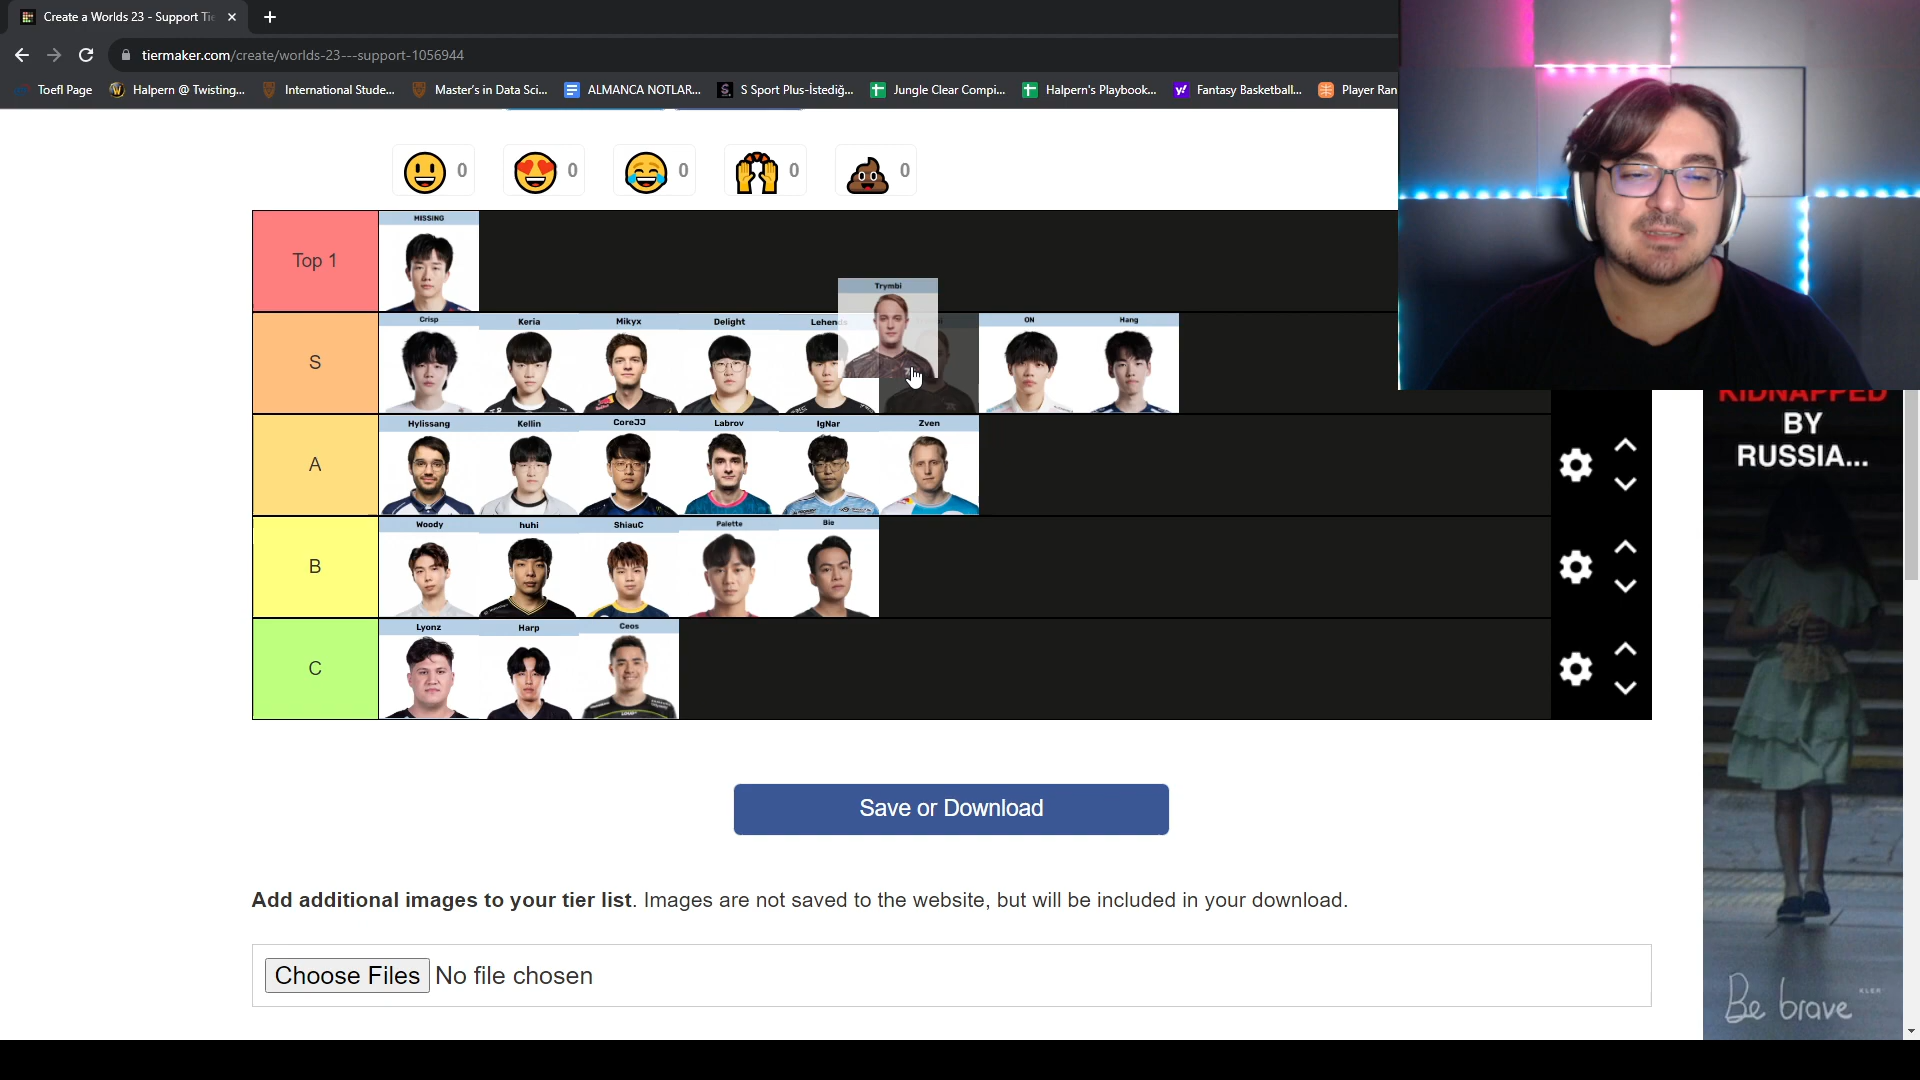 Create a Worlds 23 - Support Tie
tiermaker.com/create/worlds-23---support-1056944
Toefl Page
Halpern @ Twisting...
International Stude...
Master's in Data Sci...
ALMANCA NOTLAR...
S Sport Plus-İstediğ...
Jungle Clear Compi...
Halpern's Playbook...
Fantasy Basketball...
Player Ran
0
0
0
0
0
Top 1
MISSING
Trymbi
S
Crisp
Keria
Mikyx
Delight
Lehends
ON
Hang
A
Hylissang
Kellin
CoreJJ
Labrov
IgNar
Zven
B
Woody
huhi
ShiauC
Palette
Bie
C
Lyonz
Harp
Ceos
Save or Download
Add additional images to your tier list. Images are not saved to the website, but will be included in your download.
Choose Files No file chosen
KIDNAPPED
BY
RUSSIA...
Be brave